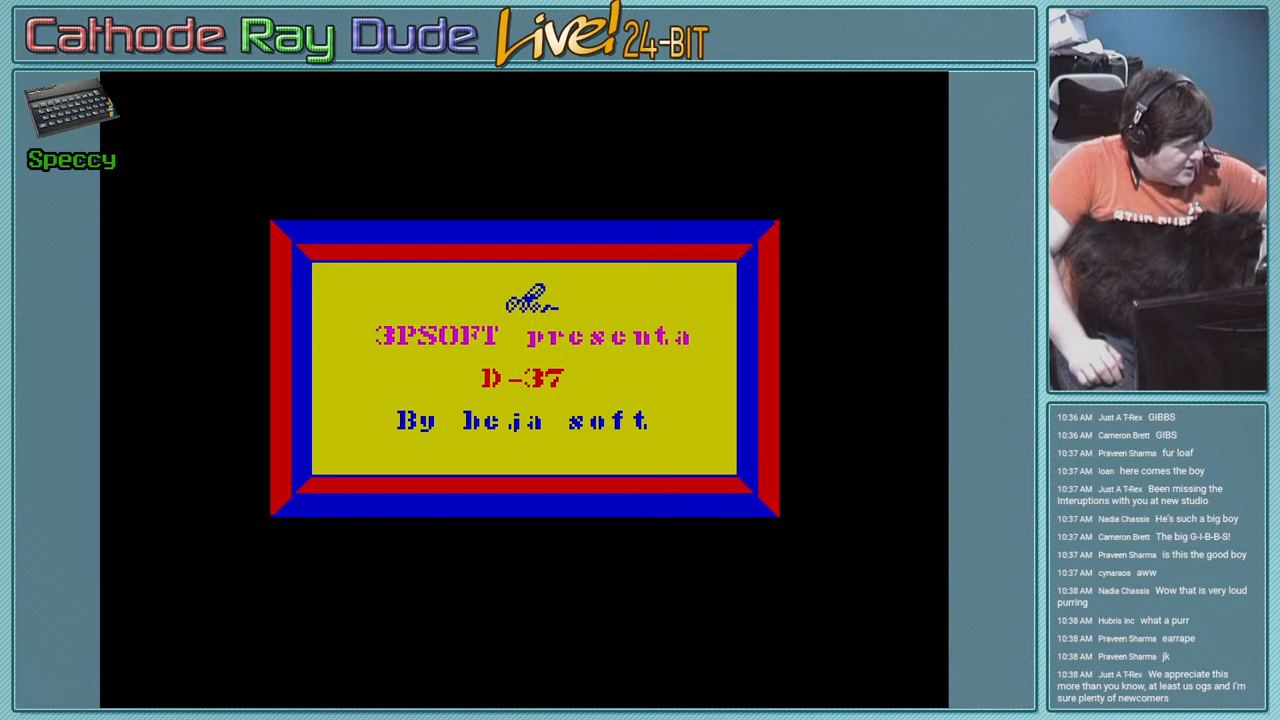 Cathode Ray Dude Live! 24-BIT
Speccy
3PSOFT presenta
D-37
By beja soft
10:36 AM Just A T-Rex GIBBS
10:36 AM Cameron Brett GIBS
10:37 AM Praveen Sharma fur loaf
10:37 AM Ioan here comes the boy
10:37 AM Just A T-Rex Been missing the
Interuptions with you at new studio
10:37 AM Nadia Chassis He's such a big boy
10:37 AM Cameron Brett The big G-I-B-B-S!
10:37 AM Praveen Sharma is this the good boy
10:37 AM cynaraos aww
10:38 AM Nadia Chassis Wow that is very loud
purring
10:38 AM Hubris Inc what a purr
10:38 AM Praveen Sharma earrape
10:38 AM Praveen Sharma jk
10:38 AM Just A T-Rex We appreciate this
more than you know, at least us ogs and I'm
sure plenty of newcomers